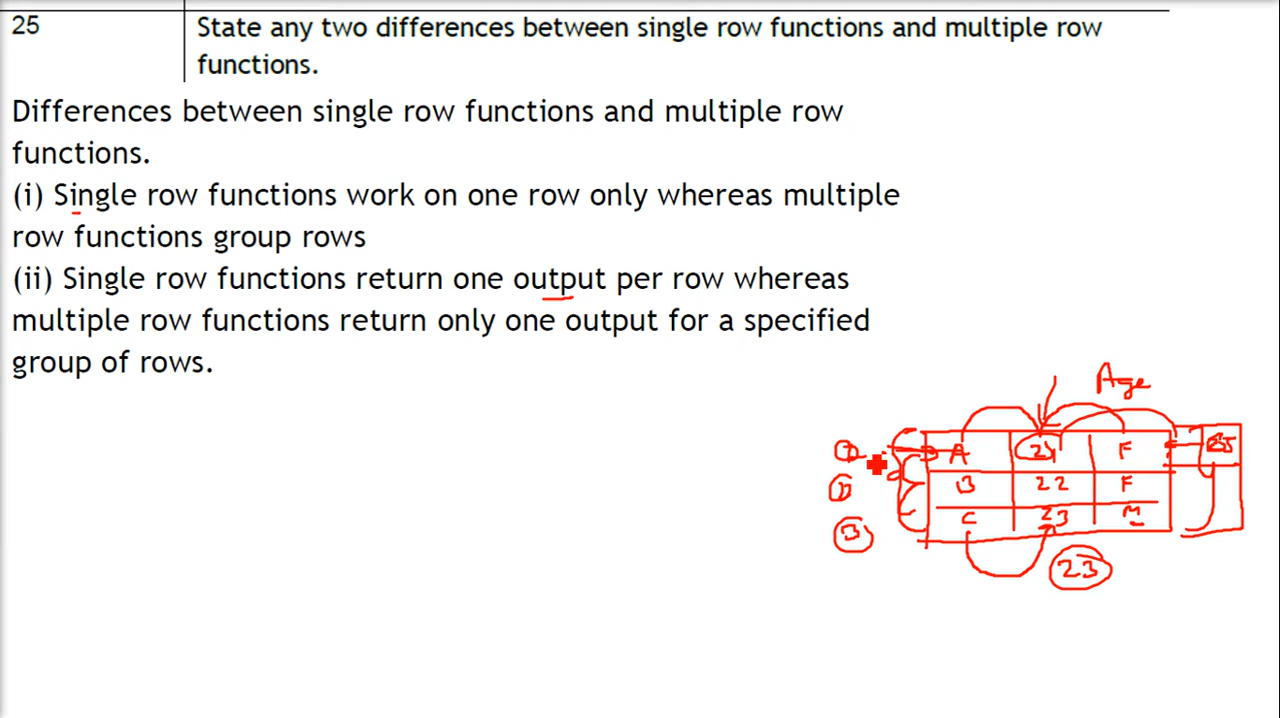 25 State any two differences between single row functions and multiple row
functions.
Differences between single row functions and multiple row
functions.
(i) Single row functions work on one row only whereas multiple
row functions group rows
(ii) Single row functions return one output per row whereas
multiple row functions return only one output for a specified
group of rows.
Age
A 21 F
B 22 F
C 23 M
23